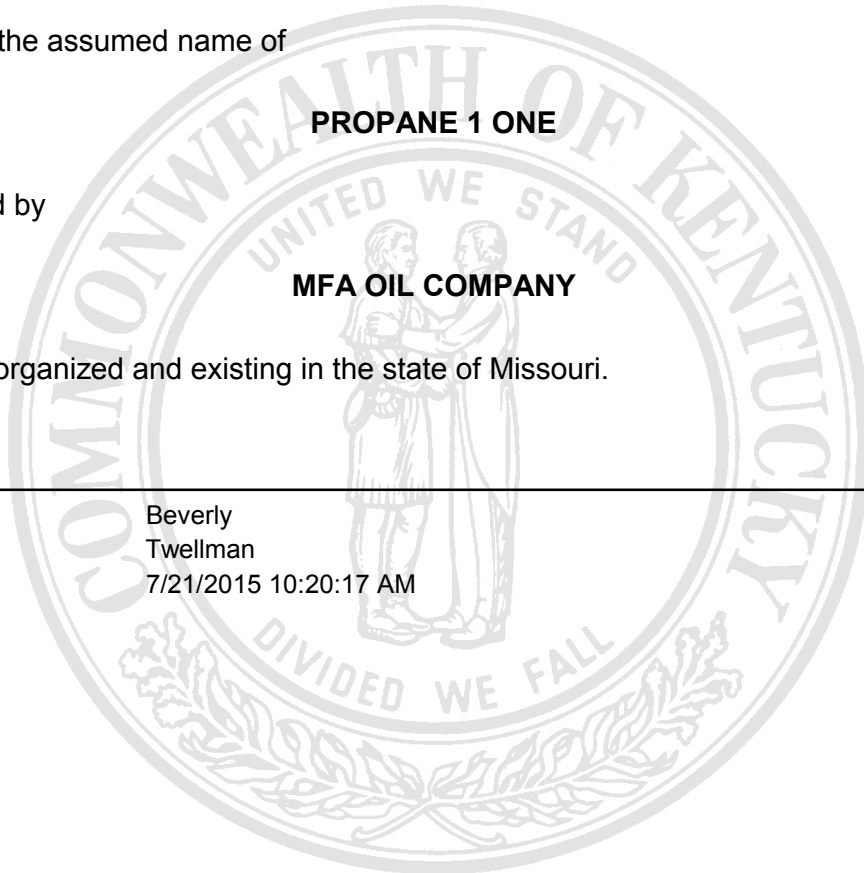 the assumed name of
PROPANE 1 ONE
d by
MFA OIL COMPANY
organized and existing in the state of Missouri.
Beverly
Twellman
7/21/2015 10:20:17 AM
COMMONWEALTH OF KENTUCKY
UNITED WE STAND
DIVIDED WE FALL